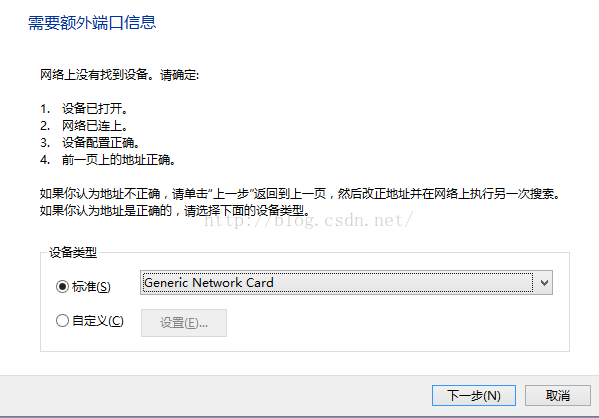 需要额外端口信息
网络上没有找到设备。请确定:
1. 设备已打开。
2. 网络已连上。
3. 设备配置正确。
4. 前一页上的地址正确。
如果你认为地址不正确，请单击"上一步"返回到上一页，然后改正地址并在网络上执行另一次搜索。
如果你认为地址是正确的，请选择下面的设备类型。
http://blog.csdn.net/
设备类型
标准(S) Generic Network Card
自定义(C) 设置(E)...
下一步(N) 取消